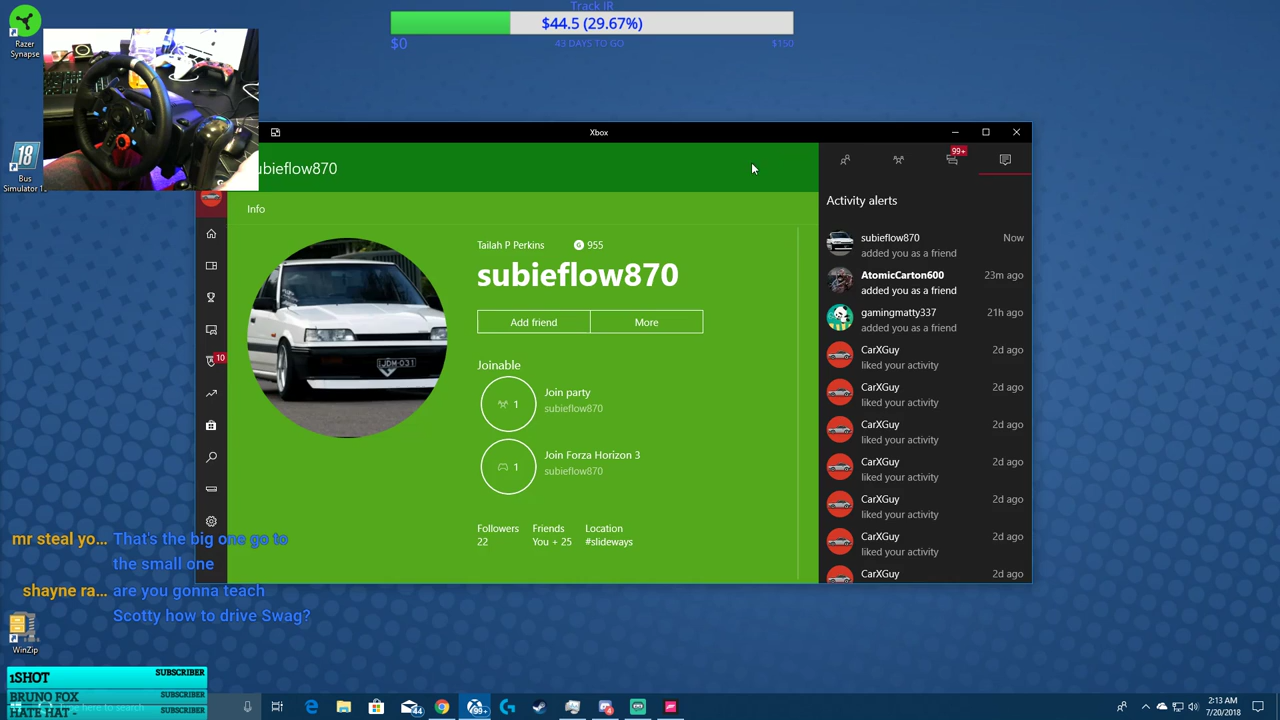 Track IR
$44.5 (29.67%)
$0
43 DAYS TO GO
$150
Razer
Synapse
18
Bus
Simulator 1
Xbox
ubieflow870
99+
Info
Activity alerts
Tailah P Perkins
G 955
subieflow870
Add friend
More
Joinable
1
Join party
subieflow870
1
Join Forza Horizon 3
subieflow870
Followers
22
Friends
You + 25
Location
#slideways
IJDM·031
10
subieflow870
Now
added you as a friend
AtomicCarton600
23m ago
added you as a friend
gamingmatty337
21h ago
added you as a friend
CarXGuy
2d ago
liked your activity
CarXGuy
2d ago
liked your activity
CarXGuy
2d ago
liked your activity
CarXGuy
2d ago
liked your activity
CarXGuy
2d ago
liked your activity
CarXGuy
2d ago
liked your activity
CarXGuy
2d ago
mr steal yo... That's the big one go to
the small one
shayne ra... are you gonna teach
Scotty how to drive Swag?
WinZip
1SHOT
SUBSCRIBER
BRUNO FOX
SUBSCRIBER
HATE HAT -
SUBSCRIBER
here to search
2:13 AM
7/20/2018